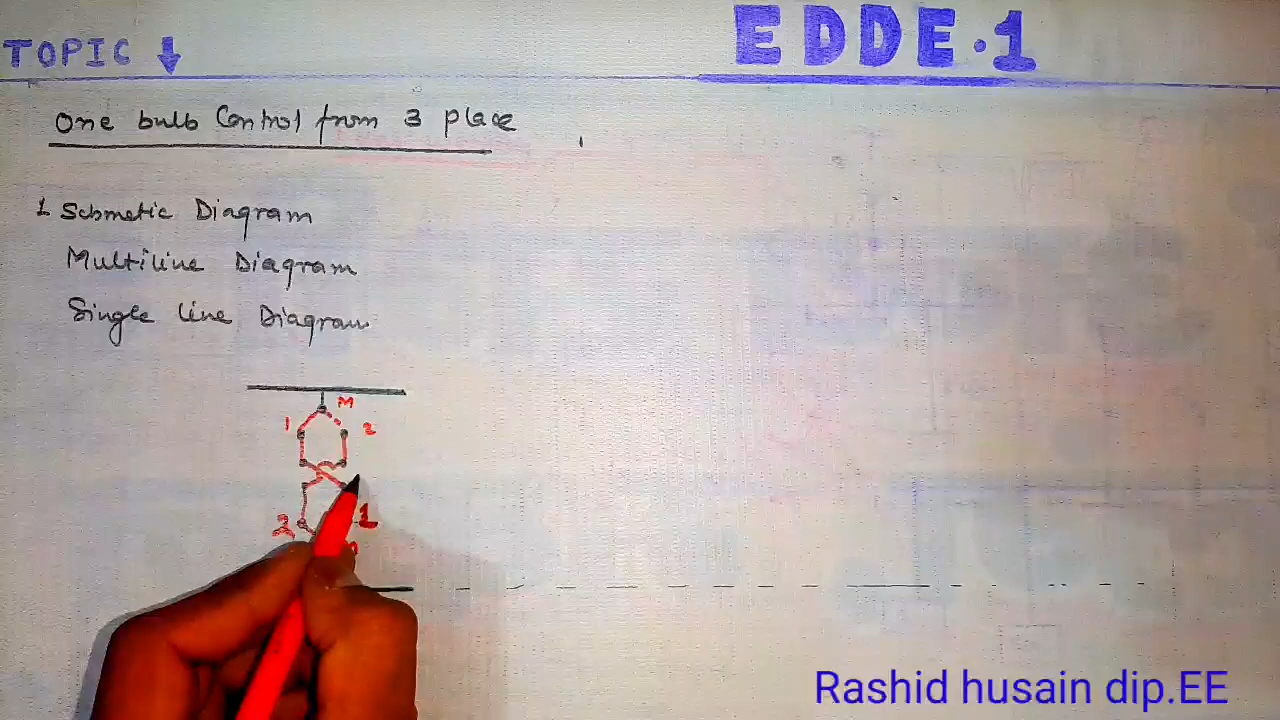 TOPIC ↓
EDDE.1
One bulb Control from 3 place
1 Scbmetic Diagram
Multiline Diagram
Single line Diagram
M
1 2
2 1
Rashid husain dip.EE